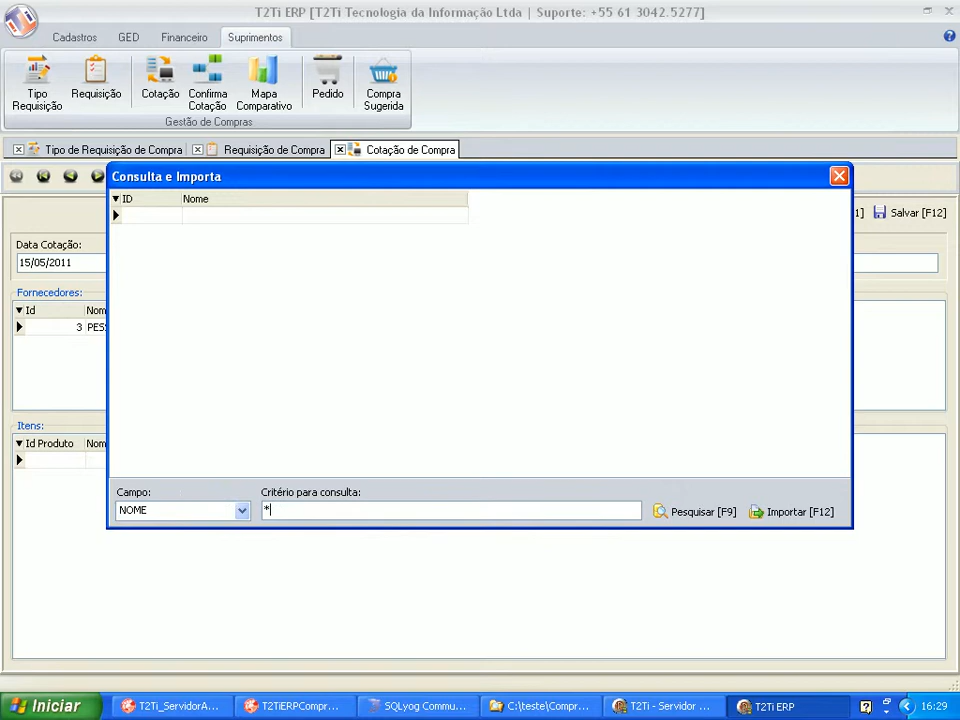 T2Ti ERP [T2Ti Tecnologia da Informação Ltda | Suporte: +55 61 3042.5277]
Cadastros GED Financeiro Suprimentos
Tipo Requisição Requisição Cotação Confirma Cotação Mapa Comparativo Pedido Compra Sugerida
Gestão de Compras
Tipo de Requisição de Compra Requisição de Compra Cotação de Compra
Consulta e Importa
ID Nome
1] Salvar [F12]
Data Cotação:
15/05/2011
Fornecedores:
Id Nom
3 PES
Itens:
Id Produto Nom
Campo: Critério para consulta:
NOME * Pesquisar [F9] Importar [F12]
Iniciar T2Ti_ServidorA... T2TiERPCompr... SQLyog Commu... C:\teste\Compr... T2Ti - Servidor ... T2Ti ERP 16:29